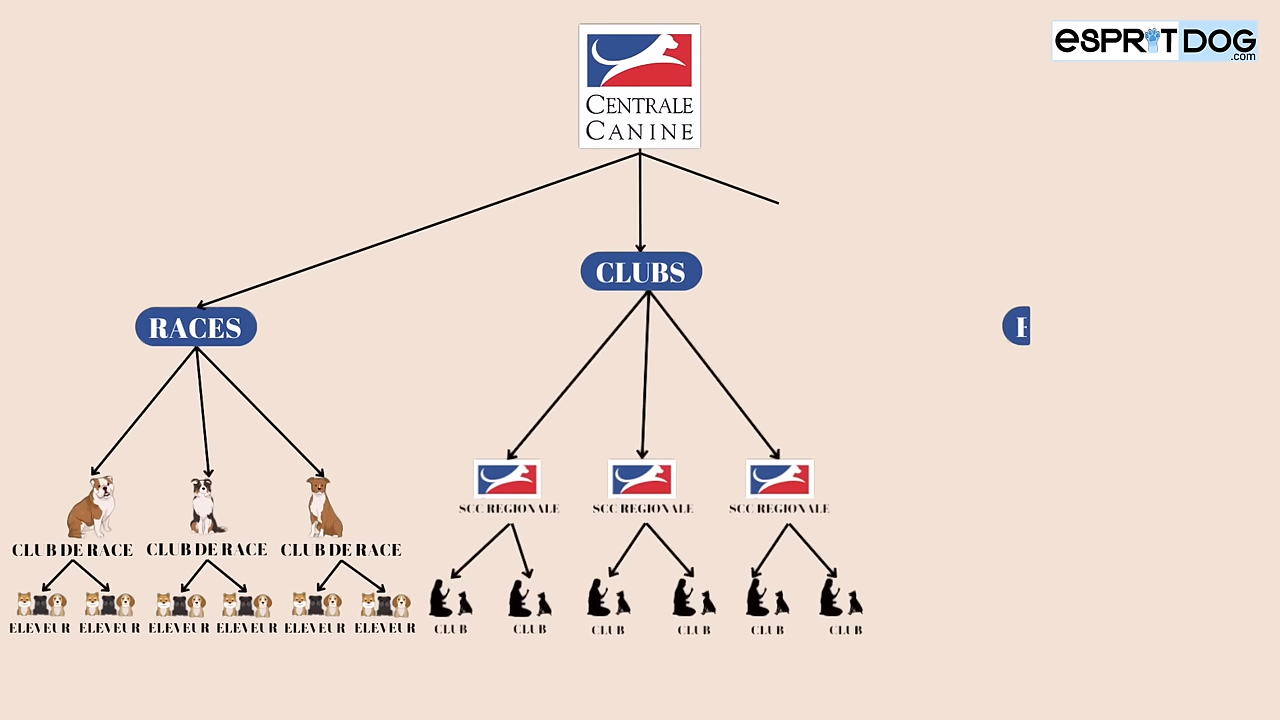 ESPRIT DOG
.com
CENTRALE
CANINE
CLUBS
RACES
SCC REGIONALE SCC REGIONALE SCC REGIONALE
CLUB DE RACE CLUB DE RACE CLUB DE RACE
ELEVEUR ELEVEUR ELEVEUR ELEVEUR ELEVEUR ELEVEUR
CLUB CLUB CLUB CLUB CLUB CLUB